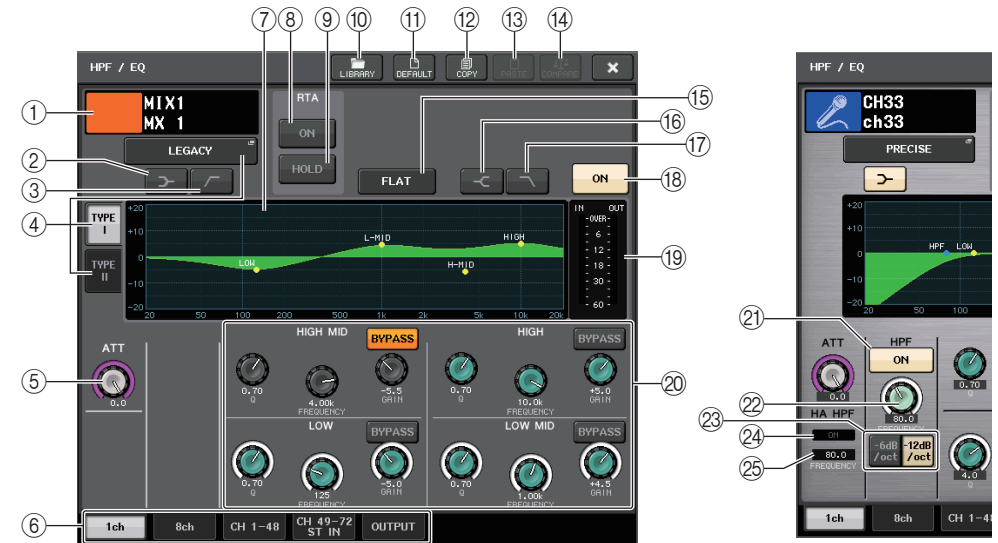 ⑦ ⑧ ⑨ ⑩ ⑪ ⑫ ⑬ ⑭
HPF / EQ
LIBRARY DEFAULT COPY PASTE COMPARE
①
MIX1
MX 1
RTA
LEGACY
ON
HOLD
FLAT
ON
② ③ ④ ⑤ ⑥
⑮ ⑯ ⑰ ⑱ ⑲ ⑳
TYPE
I
TYPE
II
+20
+10
0
-10
-20
20 50 100 200 500 1k 2k 5k 10k 20k
LOW L-MID H-MID HIGH
IN OUT
-OVER-
6
12
18
30
60
ATT
0.0
HIGH MID BYPASS
0.70
Q
4.00k
FREQUENCY
-5.5
GAIN
HIGH BYPASS
0.70
Q
10.0k
FREQUENCY
+5.0
GAIN
LOW BYPASS
0.70
Q
125
FREQUENCY
-5.0
GAIN
LOW MID BYPASS
0.70
Q
1.00k
FREQUENCY
+4.5
GAIN
1ch 8ch CH 1-48 CH 49-72 ST IN OUTPUT
HPF / EQ
CH33
ch33
PRECISE
+20
+10
0
-10
-20
20 50 100
HPF LOW
㉑ ㉒ ㉓ ㉔ ㉕
ATT
0.0
HPF
ON
80.0
FREQUENCY
HA HPF
ON
80.0
FREQUENCY
-6dB
/oct
-12dB
/oct
0.70
Q
4.0
Q
1ch 8ch CH 1-48